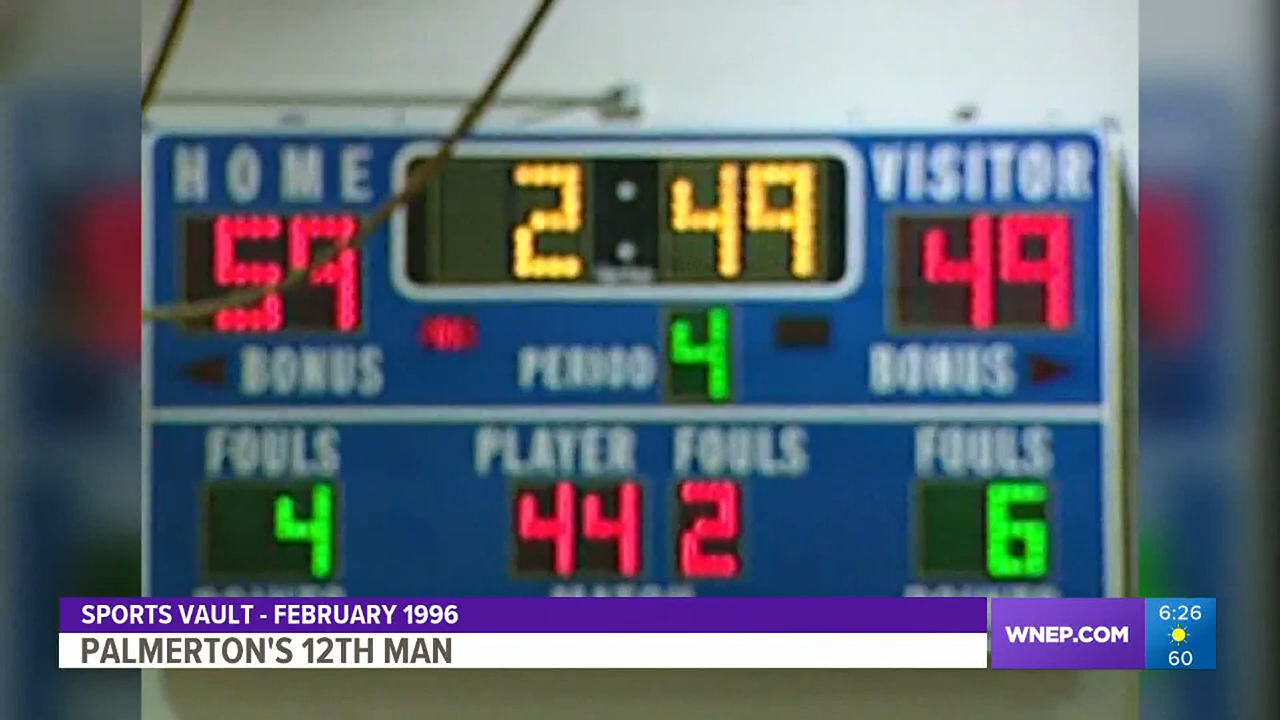 HOME 2:49 VISITOR
59 49
BONUS PERIOD 4 BONUS
FOULS PLAYER FOULS FOULS
4 44 2 6
SPORTS VAULT - FEBRUARY 1996
PALMERTON'S 12TH MAN
WNEP.COM
6:26
60